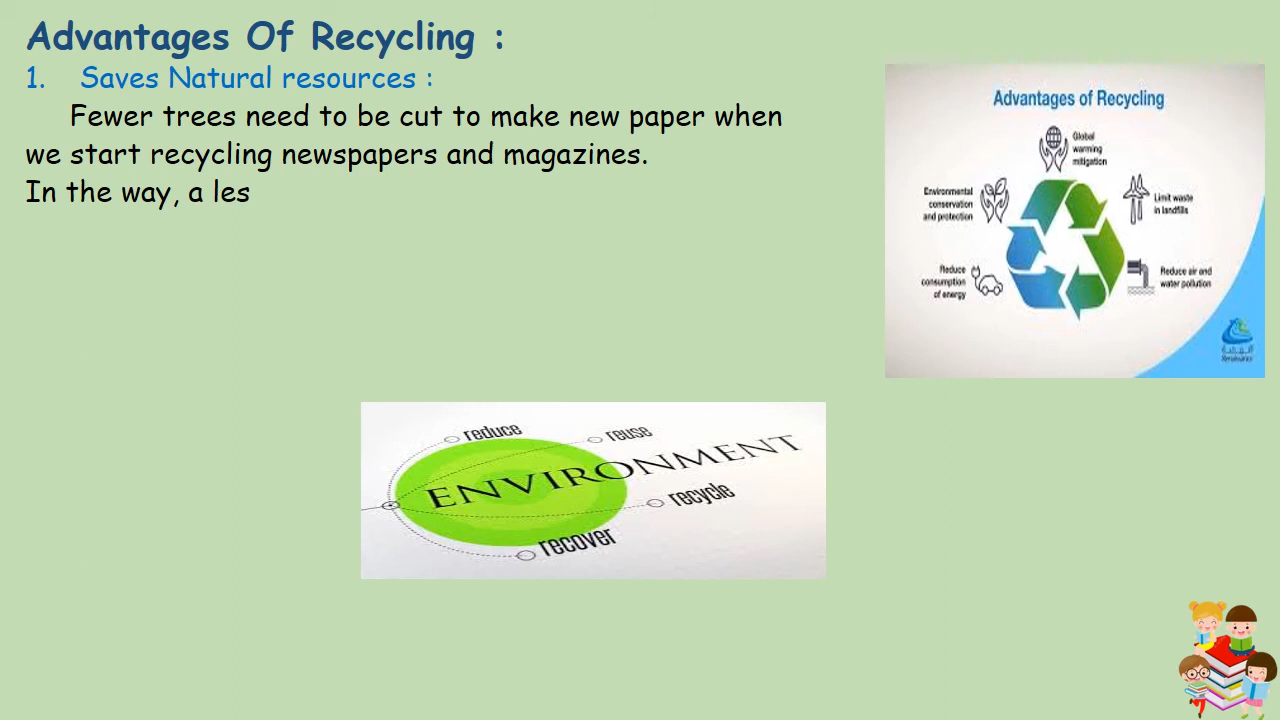 Advantages Of Recycling :
1. Saves Natural resources :
Fewer trees need to be cut to make new paper when
we start recycling newspapers and magazines.
In the way, a les
Advantages of Recycling
Global
warming
mitigation
Environmental
conservation
and protection
Limit waste
in landfills
Reduce
consumption
of energy
Reduce air and
water pollution
reduce
reuse
ENVIRONMENT
recycle
recover